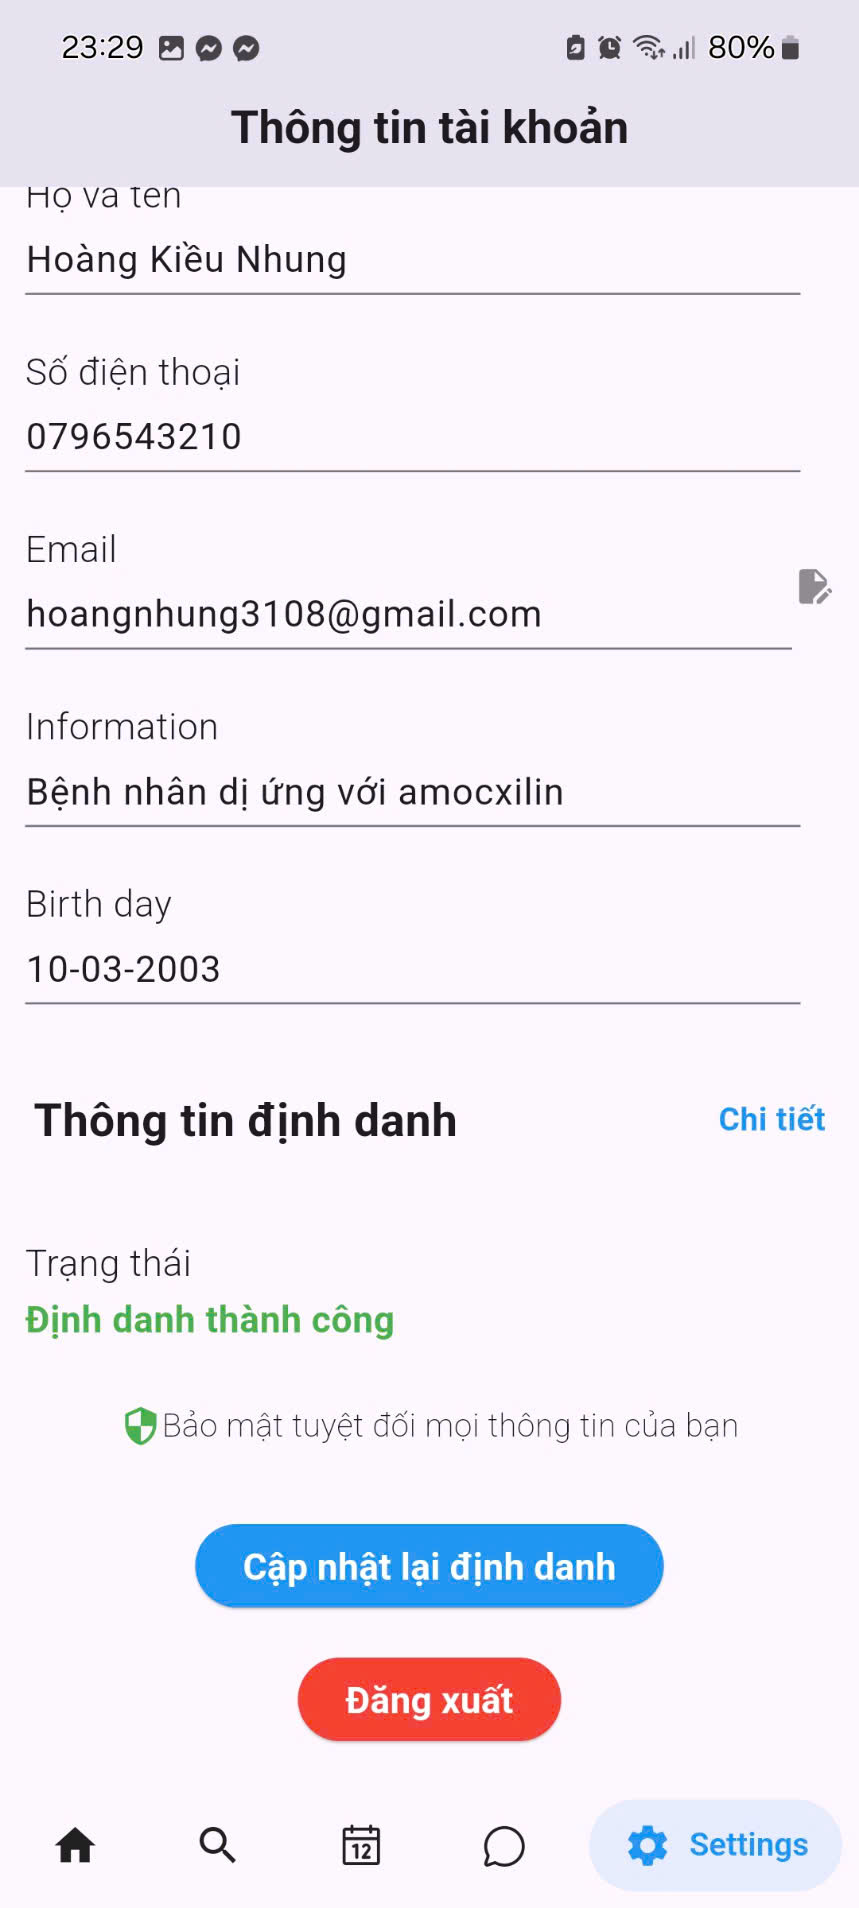 23:29
80%
Thông tin tài khoản
Họ và tên
Hoàng Kiều Nhung
Số điện thoại
0796543210
Email
hoangnhung3108@gmail.com
Information
Bệnh nhân dị ứng với amocxilin
Birth day
10-03-2003
Thông tin định danh
Chi tiết
Trạng thái
Định danh thành công
Bảo mật tuyệt đối mọi thông tin của bạn
Cập nhật lại định danh
Đăng xuất
12
Settings